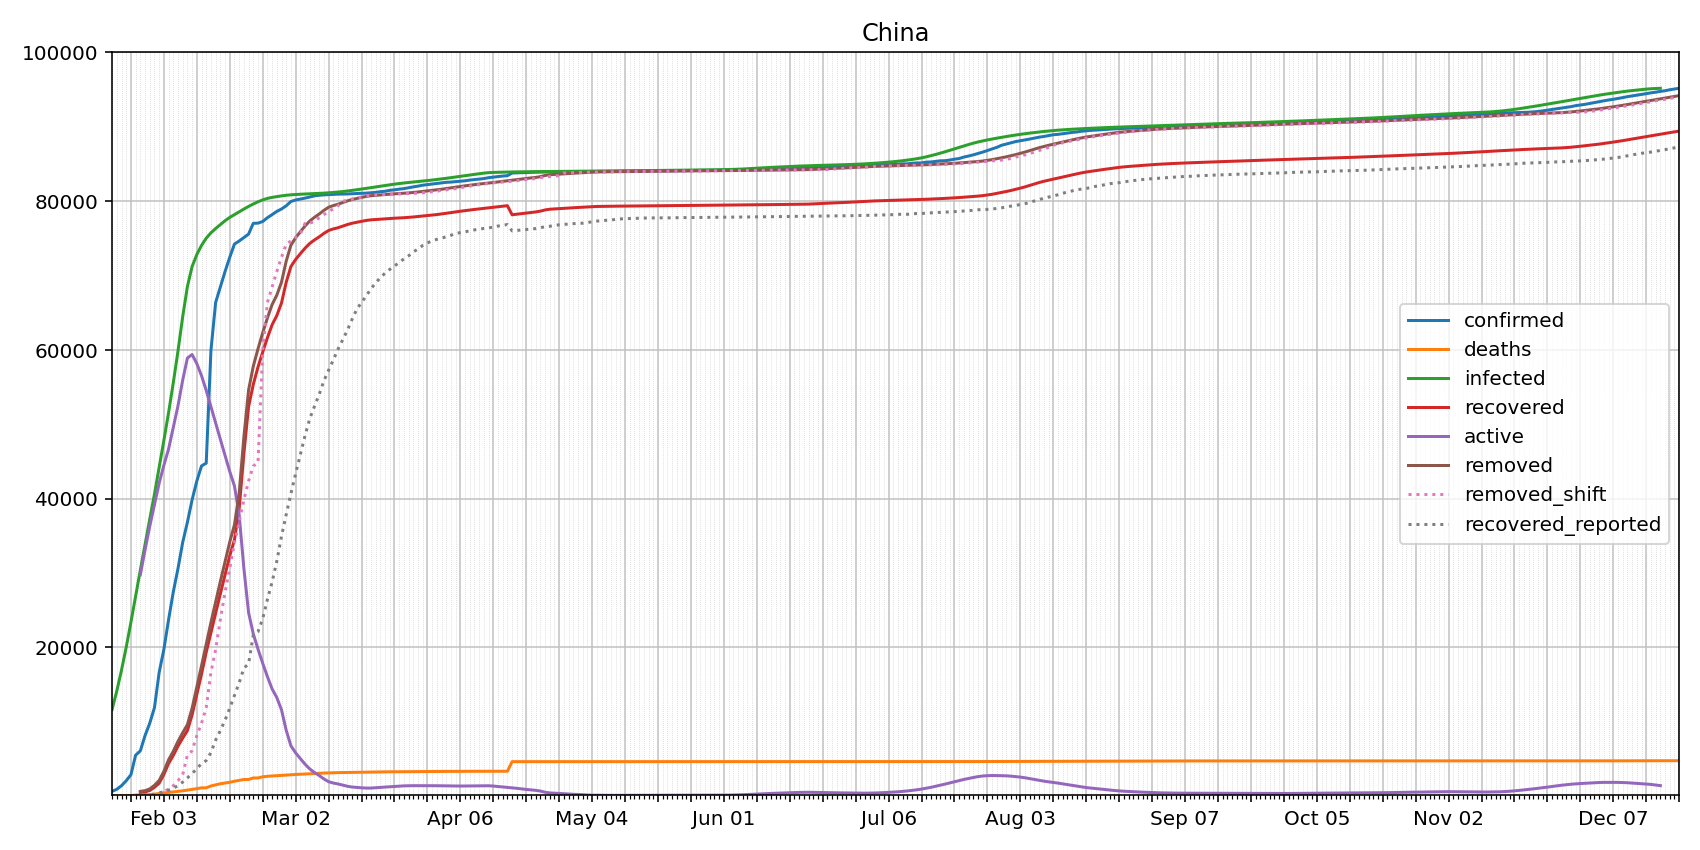 China
100000
80000
60000
40000
20000
Feb 03
Mar 02
Apr 06
May 04
Jun 01
Jul 06
Aug 03
Sep 07
Oct 05
Nov 02
Dec 07
confirmed
deaths
infected
recovered
active
removed
removed_shift
recovered_reported